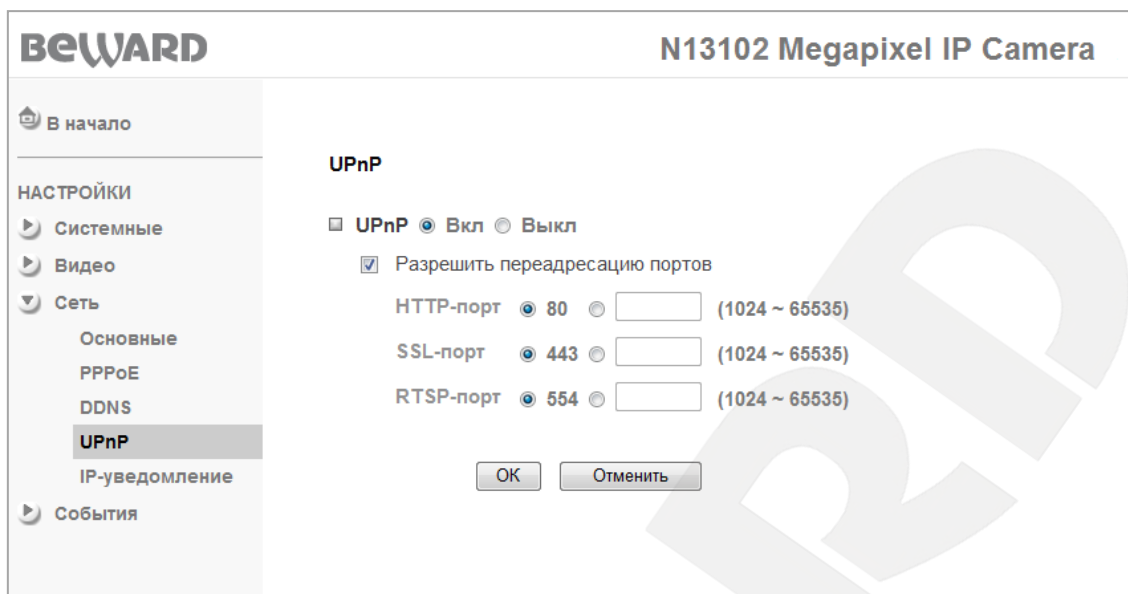 BEWARD
N13102 Megapixel IP Camera
В начало
НАСТРОЙКИ
Системные
Видео
Сеть
Основные
PPPoE
DDNS
UPnP
IP-уведомление
События
UPnP
UPnP Вкл Выкл
Разрешить переадресацию портов
HTTP-порт 80 (1024 ~ 65535)
SSL-порт 443 (1024 ~ 65535)
RTSP-порт 554 (1024 ~ 65535)
OK Отменить
RD